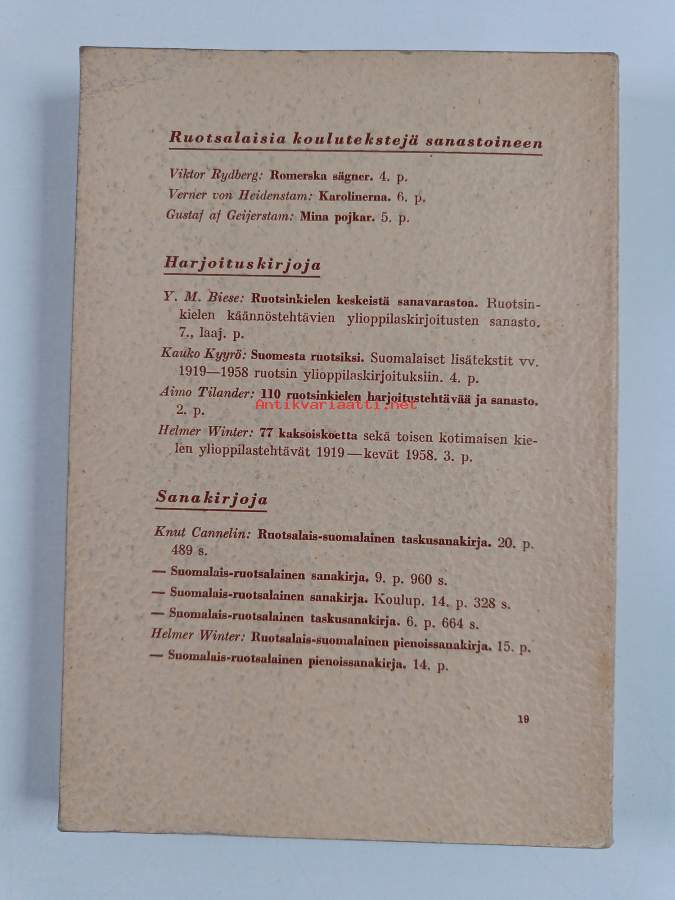 Ruotsalaisia koulutekstejä sanastoineen
Viktor Rydberg: Romerska sägner. 4. p.
Verner von Heidenstam: Karolinerna. 6. p.
Gustaf af Geijerstam: Mina pojkar. 5. p.
Harjoituskirjoja
Y. M. Biese: Ruotsinkielen keskeistä sanavarastoa. Ruotsin-
kielen käännöstehtävien ylioppilaskirjoitusten sanasto.
7., laaj. p.
Kauko Kyyrö: Suomesta ruotsiksi. Suomalaiset lisätekstit vv.
1919—1958 ruotsin ylioppilaskirjoituksiin. 4. p.
Aimo Tilander: 110 ruotsinkielen harjoitustehtävää ja sanasto.
Antikvariaatti.net
2. p.
Helmer Winter: 77 kaksoiskoetta sekä toisen kotimaisen kie-
len ylioppilastehtävät 1919—kevät 1958. 3. p.
Sanakirjoja
Knut Cannelin: Ruotsalais-suomalainen taskusanakirja. 20. p.
489 s.
— Suomalais-ruotsalainen sanakirja. 9. p. 960 s.
— Suomalais-ruotsalainen sanakirja. Koulup. 14. p. 328 s.
— Suomalais-ruotsalainen taskusanakirja. 6. p. 664 s.
Helmer Winter: Ruotsalais-suomalainen pienoissanakirja. 15. p.
— Suomalais-ruotsalainen pienoissanakirja. 14. p.
19